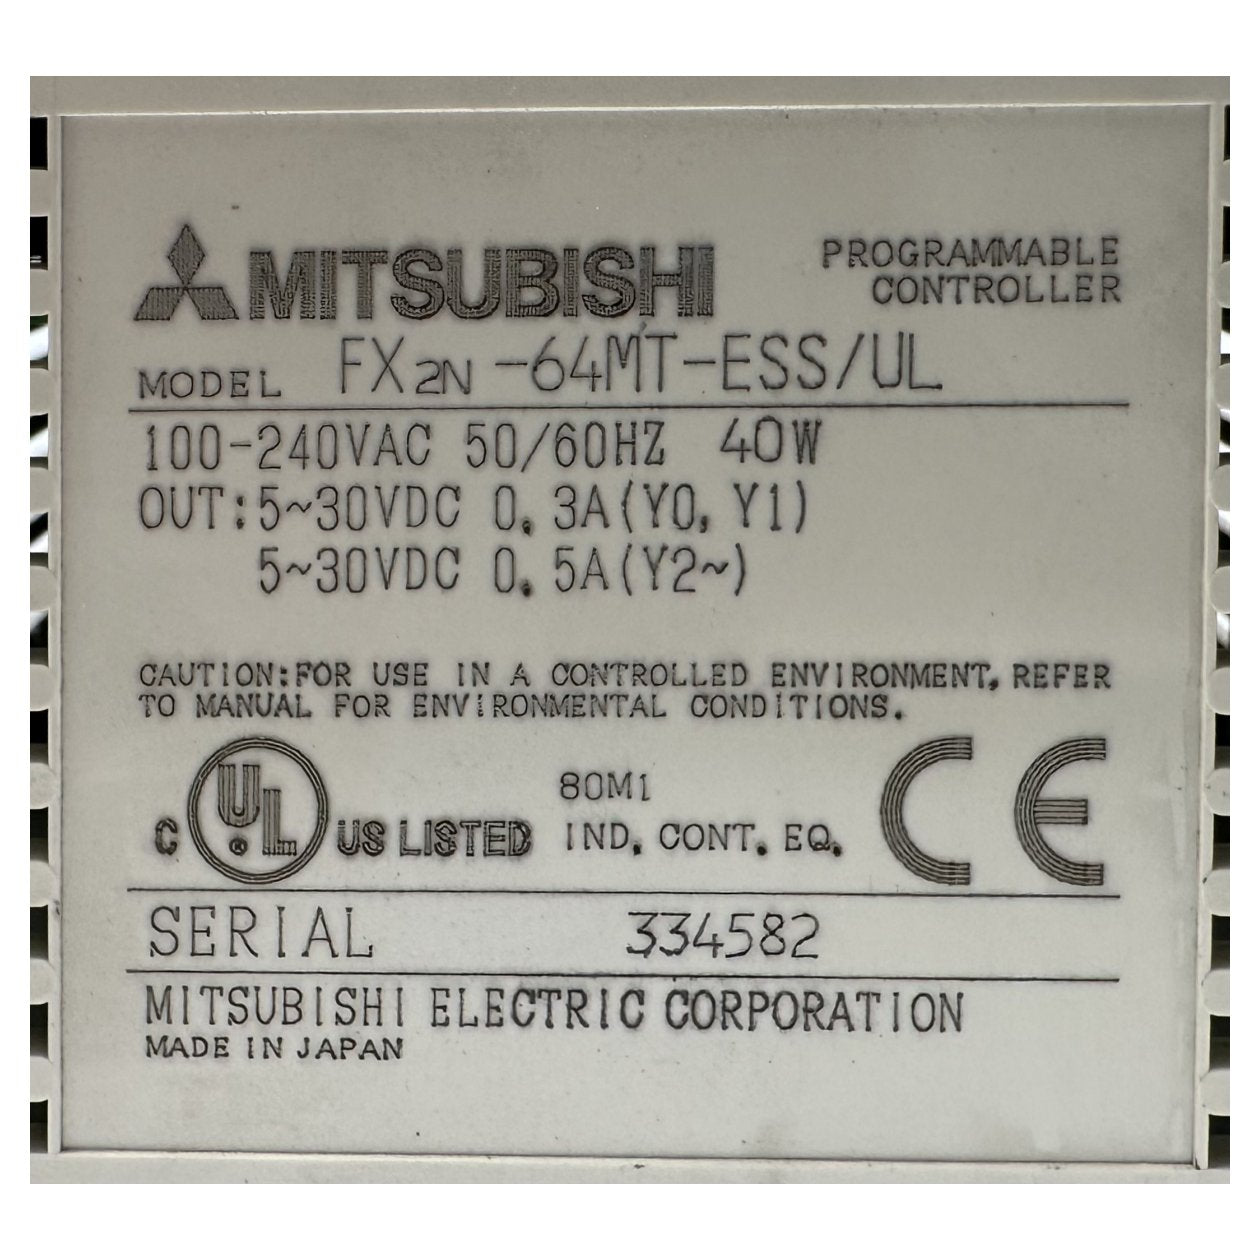 MITSUBISHI
PROGRAMMABLE
CONTROLLER
MODEL FX2N-64MT-ESS/UL
100-240VAC 50/60HZ 40W
OUT:5~30VDC 0.3A(Y0,Y1)
5~30VDC 0.5A(Y2~)
CAUTION:FOR USE IN A CONTROLLED ENVIRONMENT. REFER
TO MANUAL FOR ENVIRONMENTAL CONDITIONS.
C UL ® US LISTED
80M1
IND. CONT. EQ.
CE
SERIAL 334582
MITSUBISHI ELECTRIC CORPORATION
MADE IN JAPAN